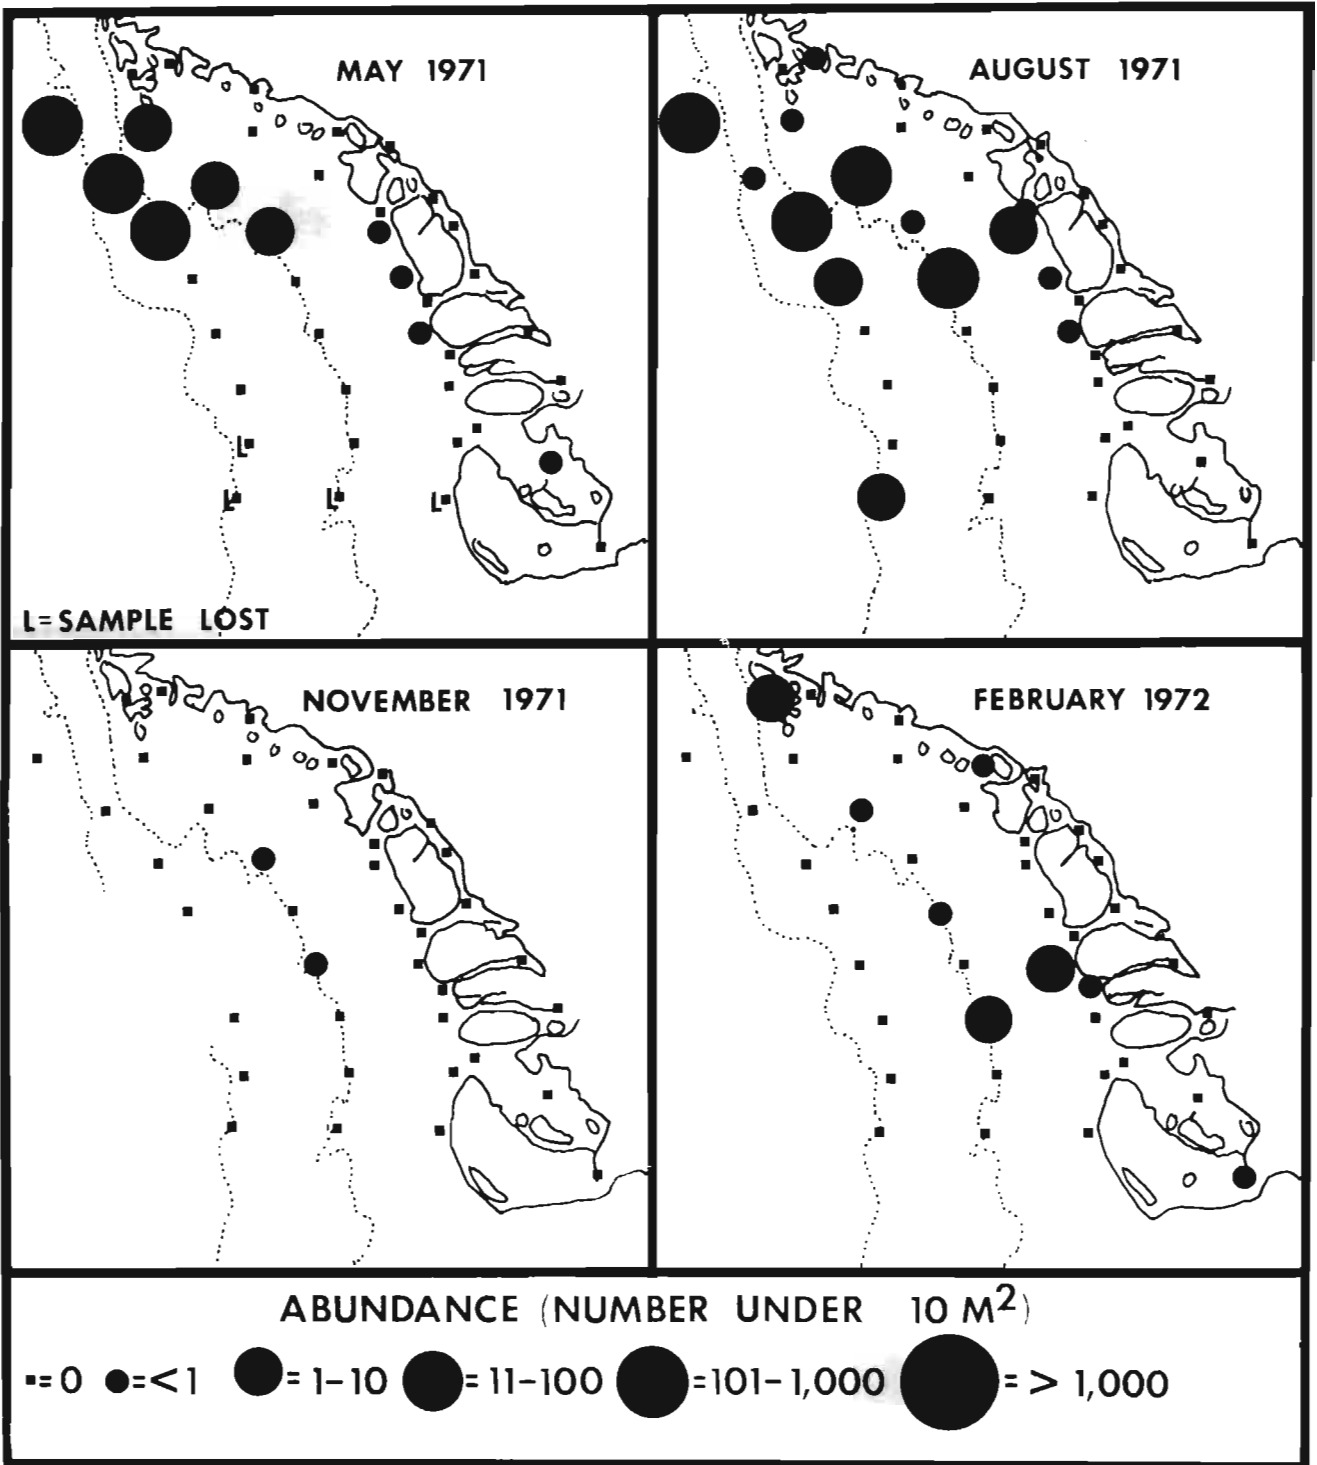 MAY 1971
AUGUST 1971
L
L
L
L
L=SAMPLE LOST
NOVEMBER 1971
FEBRUARY 1972
ABUNDANCE (NUMBER UNDER 10 M²)
=0 =<1 =1-10 =11-100 =101-1,000 => 1,000